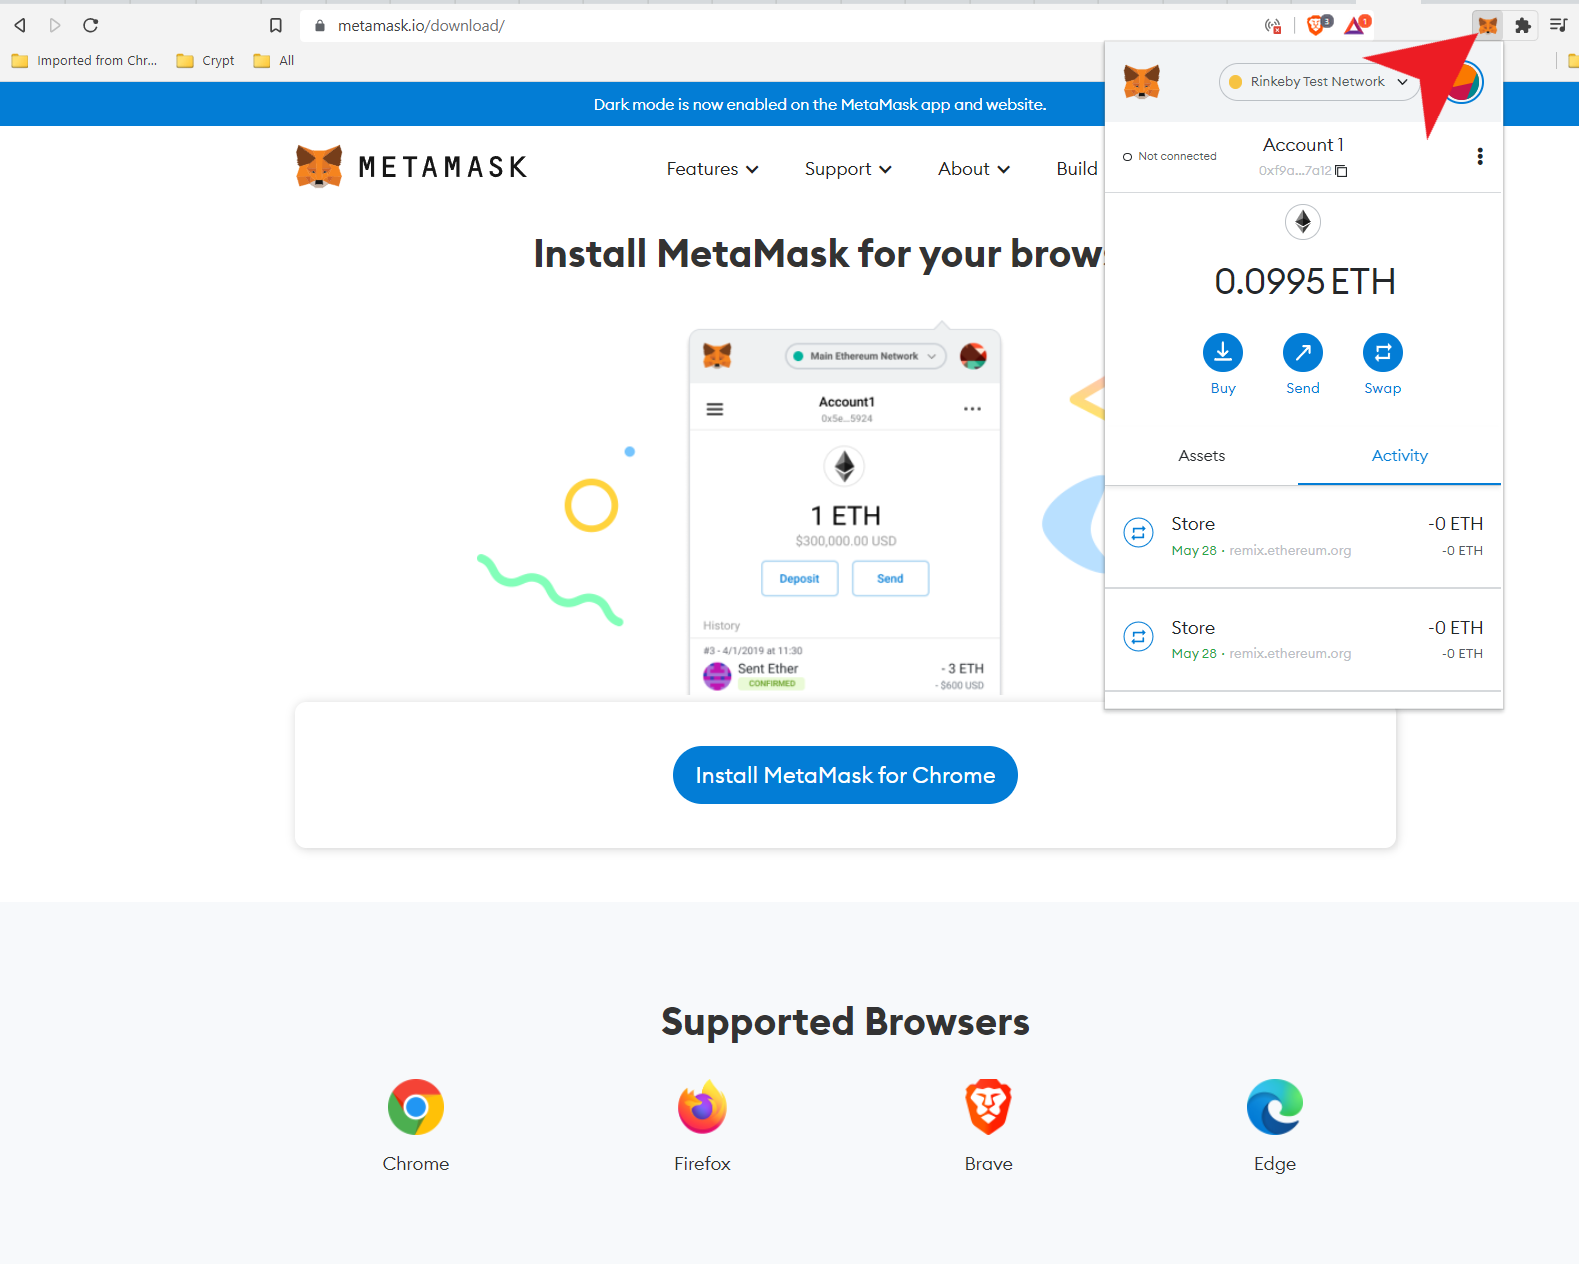 metamask.io/download/
3
1
Imported from Chr...
Crypt
All
Dark mode is now enabled on the MetaMask app and website.
METAMASK
Features
Support
About
Build
Install MetaMask for your brow
Main Ethereum Network
Account1
0x5e...5924
1 ETH
$300,000.00 USD
Deposit
Send
History
#3 - 4/1/2019 at 11:30
Sent Ether
- 3 ETH
CONFIRMED
- $600 USD
Rinkeby Test Network
Not connected
Account 1
0xf9a...7a12
0.0995 ETH
Buy
Send
Swap
Assets
Activity
Store
-0 ETH
May 28 · remix.ethereum.org
-0 ETH
Store
-0 ETH
May 28 · remix.ethereum.org
-0 ETH
Install MetaMask for Chrome
Supported Browsers
Chrome
Firefox
Brave
Edge